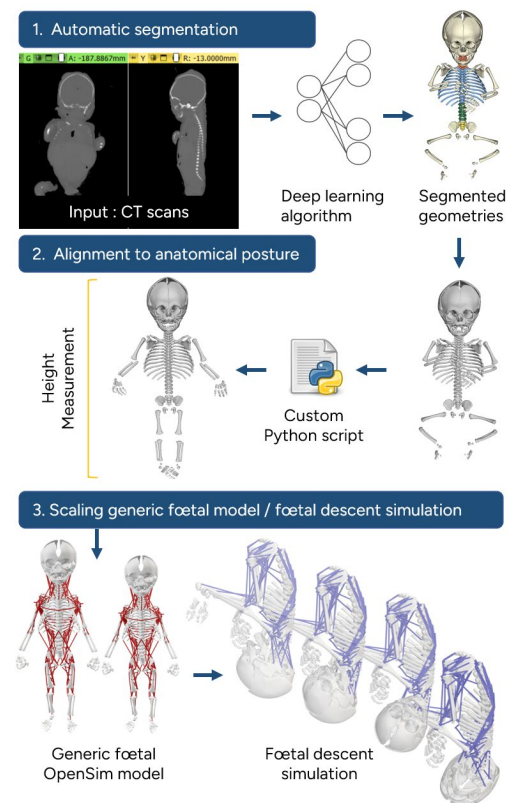 1. Automatic segmentation
G A: -187.8867mm Y R: -13.0000mm
Input : CT scans
Deep learning
algorithm
Segmented
geometries
2. Alignment to anatomical posture
Height
Measurement
Custom
Python script
3. Scaling generic fœtal model / fœtal descent simulation
Generic fœtal
OpenSim model
Fœtal descent
simulation